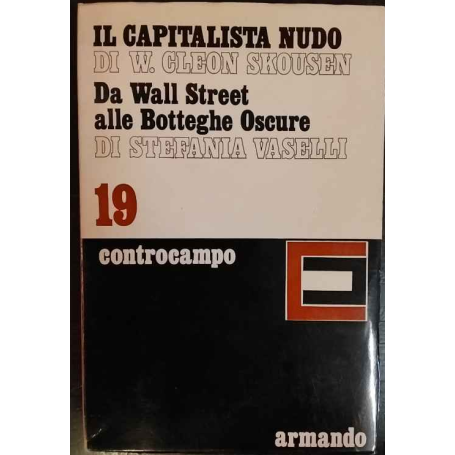 IL CAPITALISTA NUDO
DI W. CLEON SKOUSEN
Da Wall Street
alle Botteghe Oscure
DI STEFANIA VASELLI
19
controcampo
armando